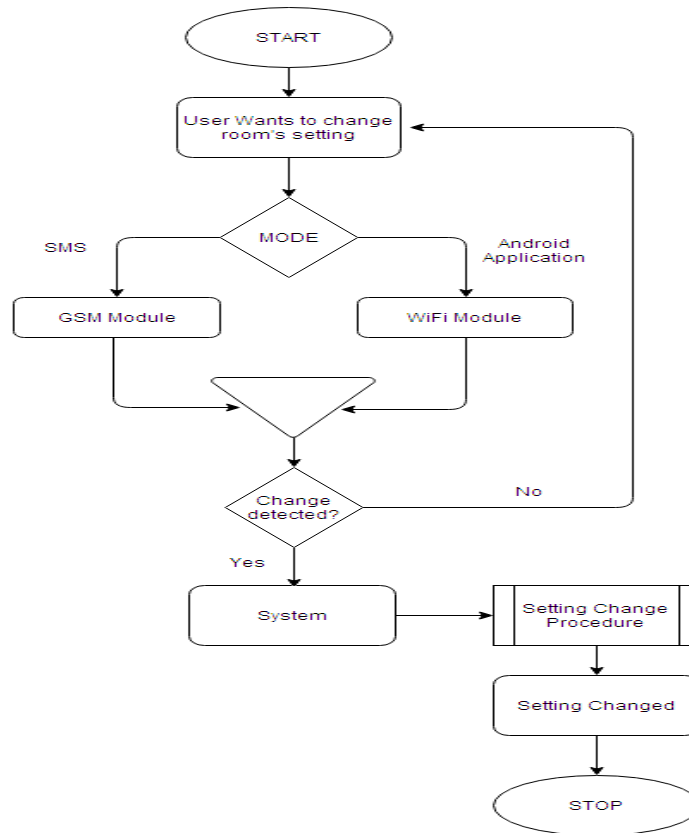 START
User Wants to change
room's setting
MODE
SMS
Android
Application
GSM Module
WiFi Module
Change
detected?
No
Yes
System
Setting Change
Procedure
Setting Changed
STOP